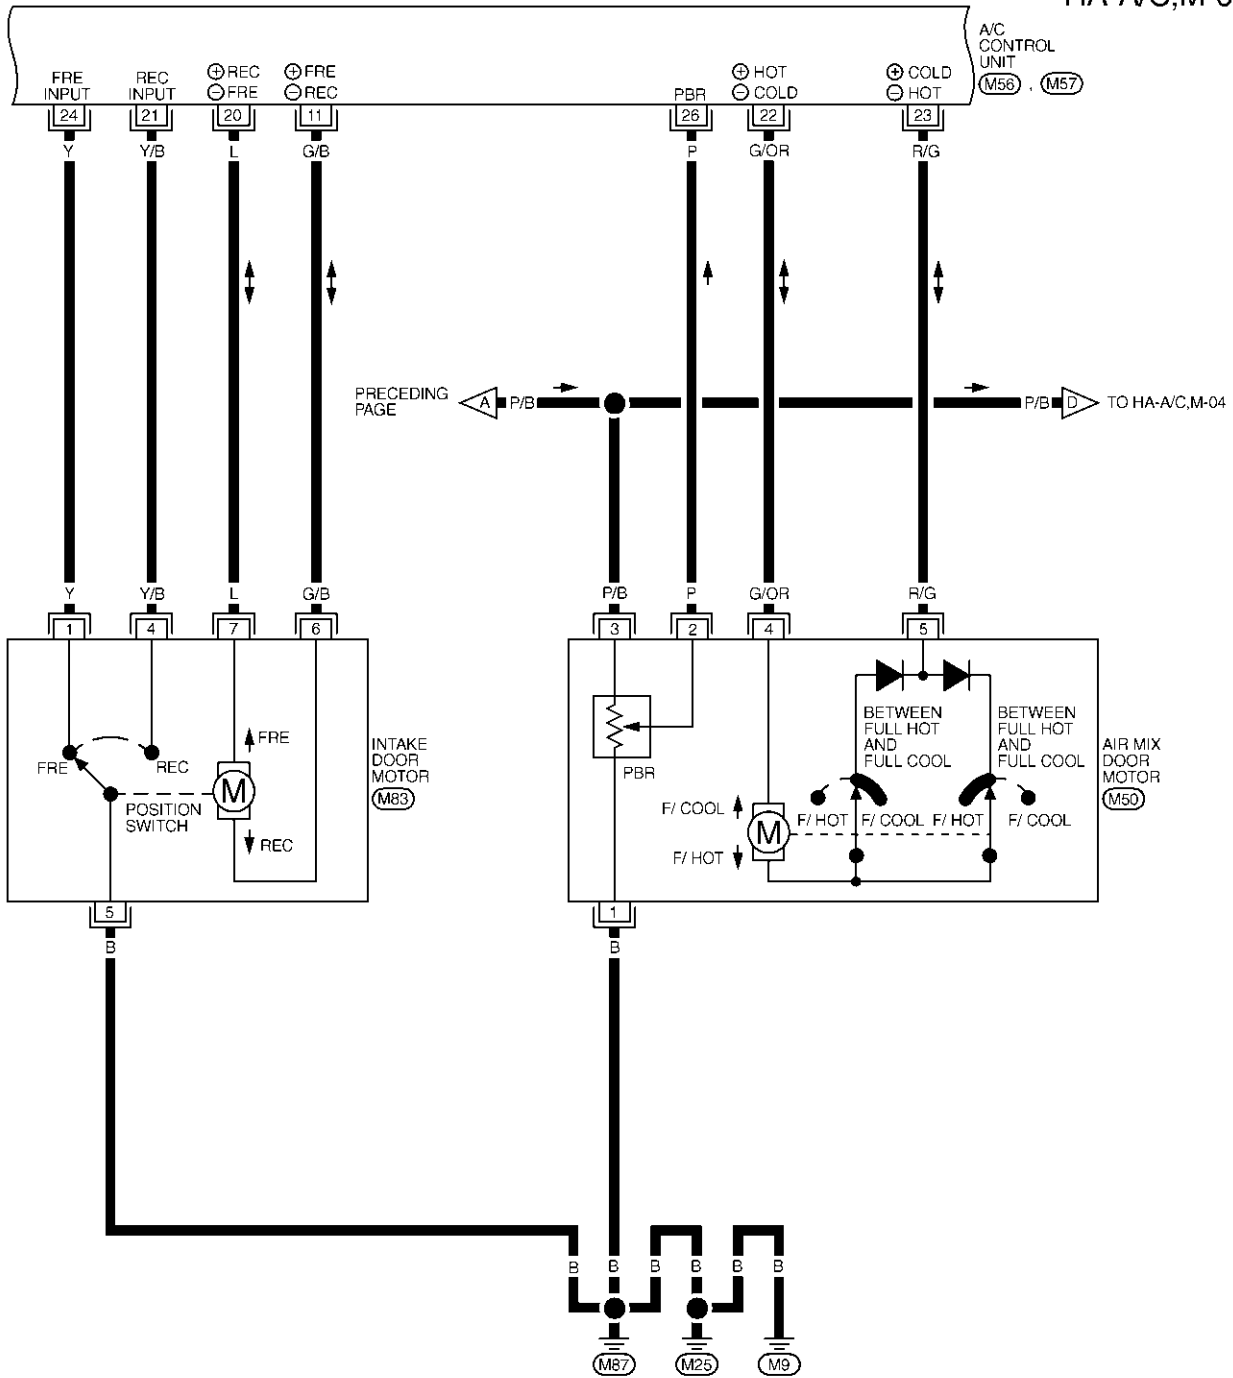 A/C
CONTROL
UNIT
M56 , M57
FRE
INPUT
REC
INPUT
⊕ REC
⊖ FRE
⊕ FRE
⊖ REC
PBR
⊕ HOT
⊖ COLD
⊕ COLD
⊖ HOT
24 21 20 11 26 22 23
Y Y/B L G/B P G/OR R/G
PRECEDING
PAGE
A P/B P/B D TO HA-A/C,M-04
Y Y/B L G/B P/B P G/OR R/G
1 4 7 6 3 2 4 5
FRE
REC
POSITION
SWITCH
FRE
M
REC
INTAKE
DOOR
MOTOR
M83
PBR
F/ COOL
M
F/ HOT
BETWEEN
FULL HOT
AND
FULL COOL
BETWEEN
FULL HOT
AND
FULL COOL
F/ HOT F/ COOL F/ HOT F/ COOL
AIR MIX
DOOR
MOTOR
M50
5 1
B B
B B B B B B
M87 M25 M9